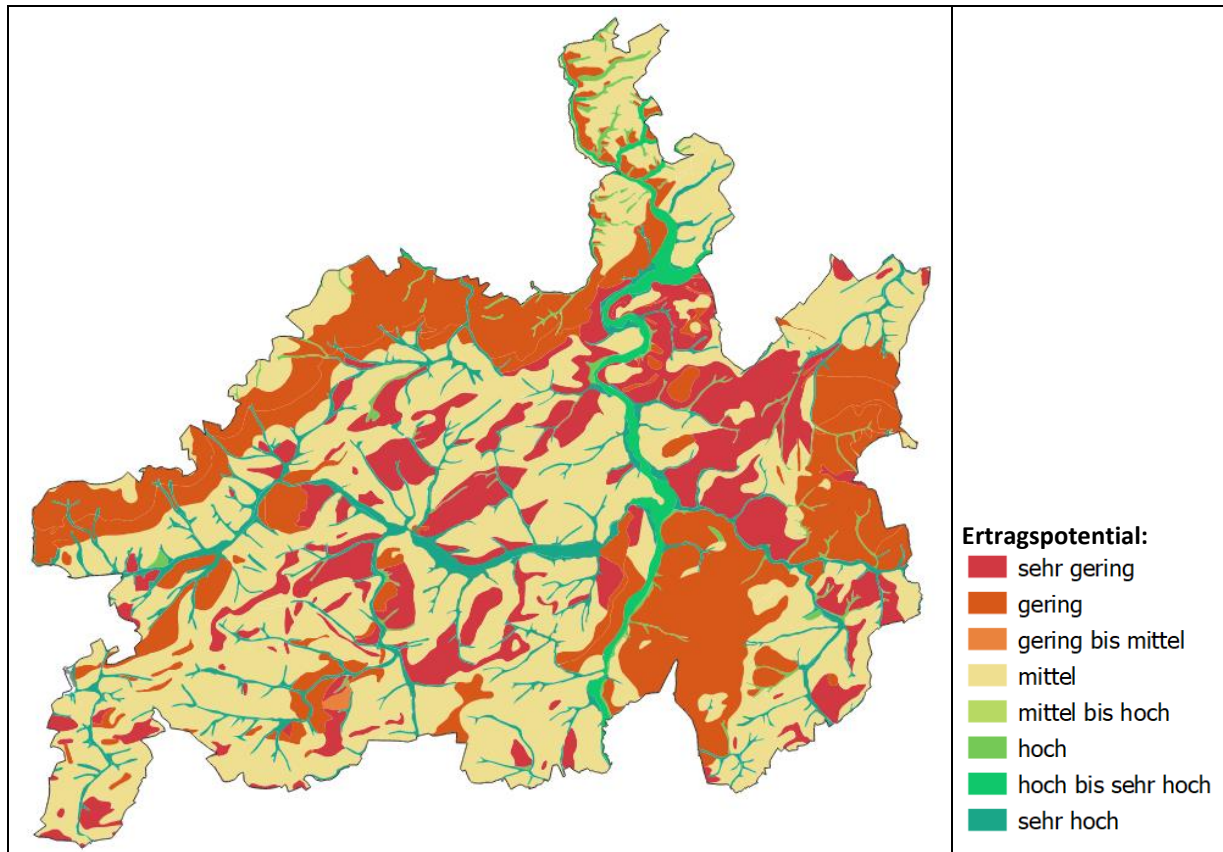 Ertragspotential:
sehr gering
gering
gering bis mittel
mittel
mittel bis hoch
hoch
hoch bis sehr hoch
sehr hoch